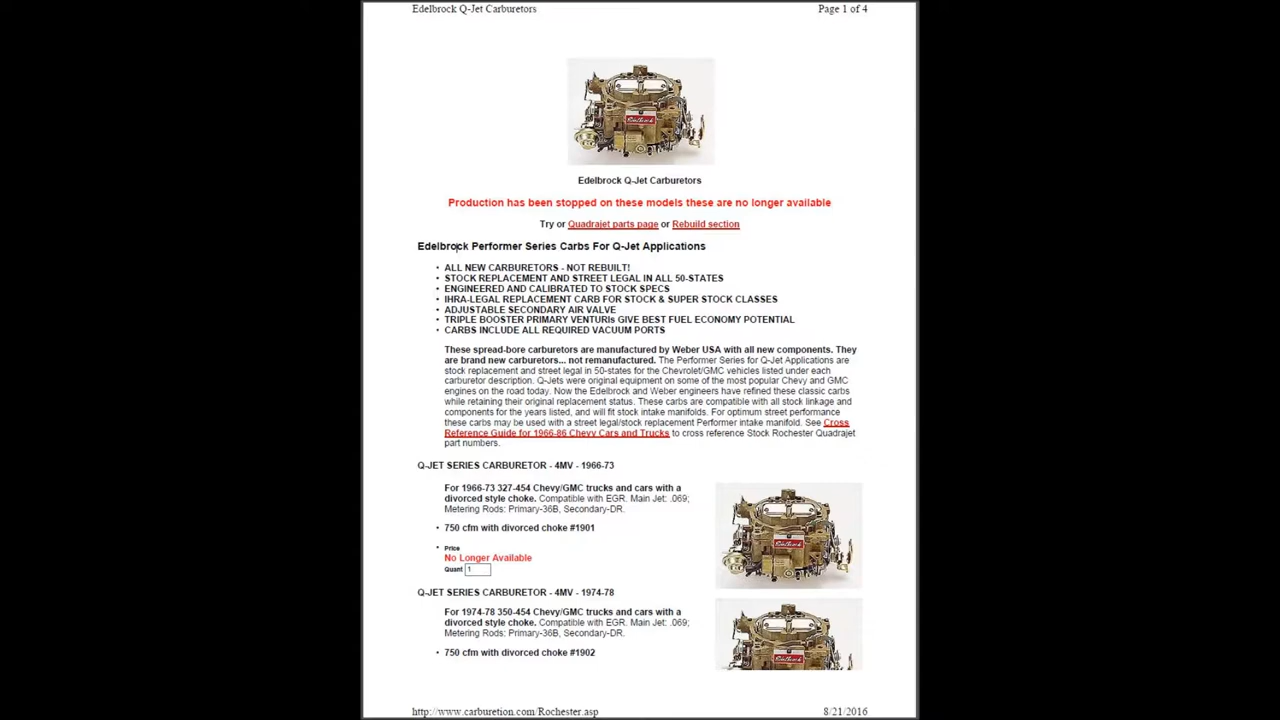 Edelbrock Q-Jet Carburetors
Page 1 of 4
Edelbrock Q-Jet Carburetors
Production has been stopped on these models these are no longer available
Try or Quadrajet parts page or Rebuild section
Edelbrock Performer Series Carbs For Q-Jet Applications
• ALL NEW CARBURETORS - NOT REBUILT!
• STOCK REPLACEMENT AND STREET LEGAL IN ALL 50-STATES
• ENGINEERED AND CALIBRATED TO STOCK SPECS
• IHRA-LEGAL REPLACEMENT CARB FOR STOCK & SUPER STOCK CLASSES
• ADJUSTABLE SECONDARY AIR VALVE
• TRIPLE BOOSTER PRIMARY VENTURIs GIVE BEST FUEL ECONOMY POTENTIAL
• CARBS INCLUDE ALL REQUIRED VACUUM PORTS
These spread-bore carburetors are manufactured by Weber USA with all new components. They
are brand new carburetors... not remanufactured. The Performer Series for Q-Jet Applications are
stock replacement and street legal in 50-states for the Chevrolet/GMC vehicles listed under each
carburetor description. Q-Jets were original equipment on some of the most popular Chevy and GMC
engines on the road today. Now the Edelbrock and Weber engineers have refined these classic carbs
while retaining their original replacement status. These carbs are compatible with all stock linkage and
components for the years listed, and will fit stock intake manifolds. For optimum street performance
these carbs may be used with a street legal/stock replacement Performer intake manifold. See Cross
Reference Guide for 1966-86 Chevy Cars and Trucks to cross reference Stock Rochester Quadrajet
part numbers.
Q-JET SERIES CARBURETOR - 4MV - 1966-73
For 1966-73 327-454 Chevy/GMC trucks and cars with a
divorced style choke. Compatible with EGR. Main Jet: .069;
Metering Rods: Primary-36B, Secondary-DR.
• 750 cfm with divorced choke #1901
• Price
No Longer Available
Quant 1
Q-JET SERIES CARBURETOR - 4MV - 1974-78
For 1974-78 350-454 Chevy/GMC trucks and cars with a
divorced style choke. Compatible with EGR. Main Jet: .069;
Metering Rods: Primary-36B, Secondary-DR.
• 750 cfm with divorced choke #1902
http://www.carburetion.com/Rochester.asp
8/21/2016